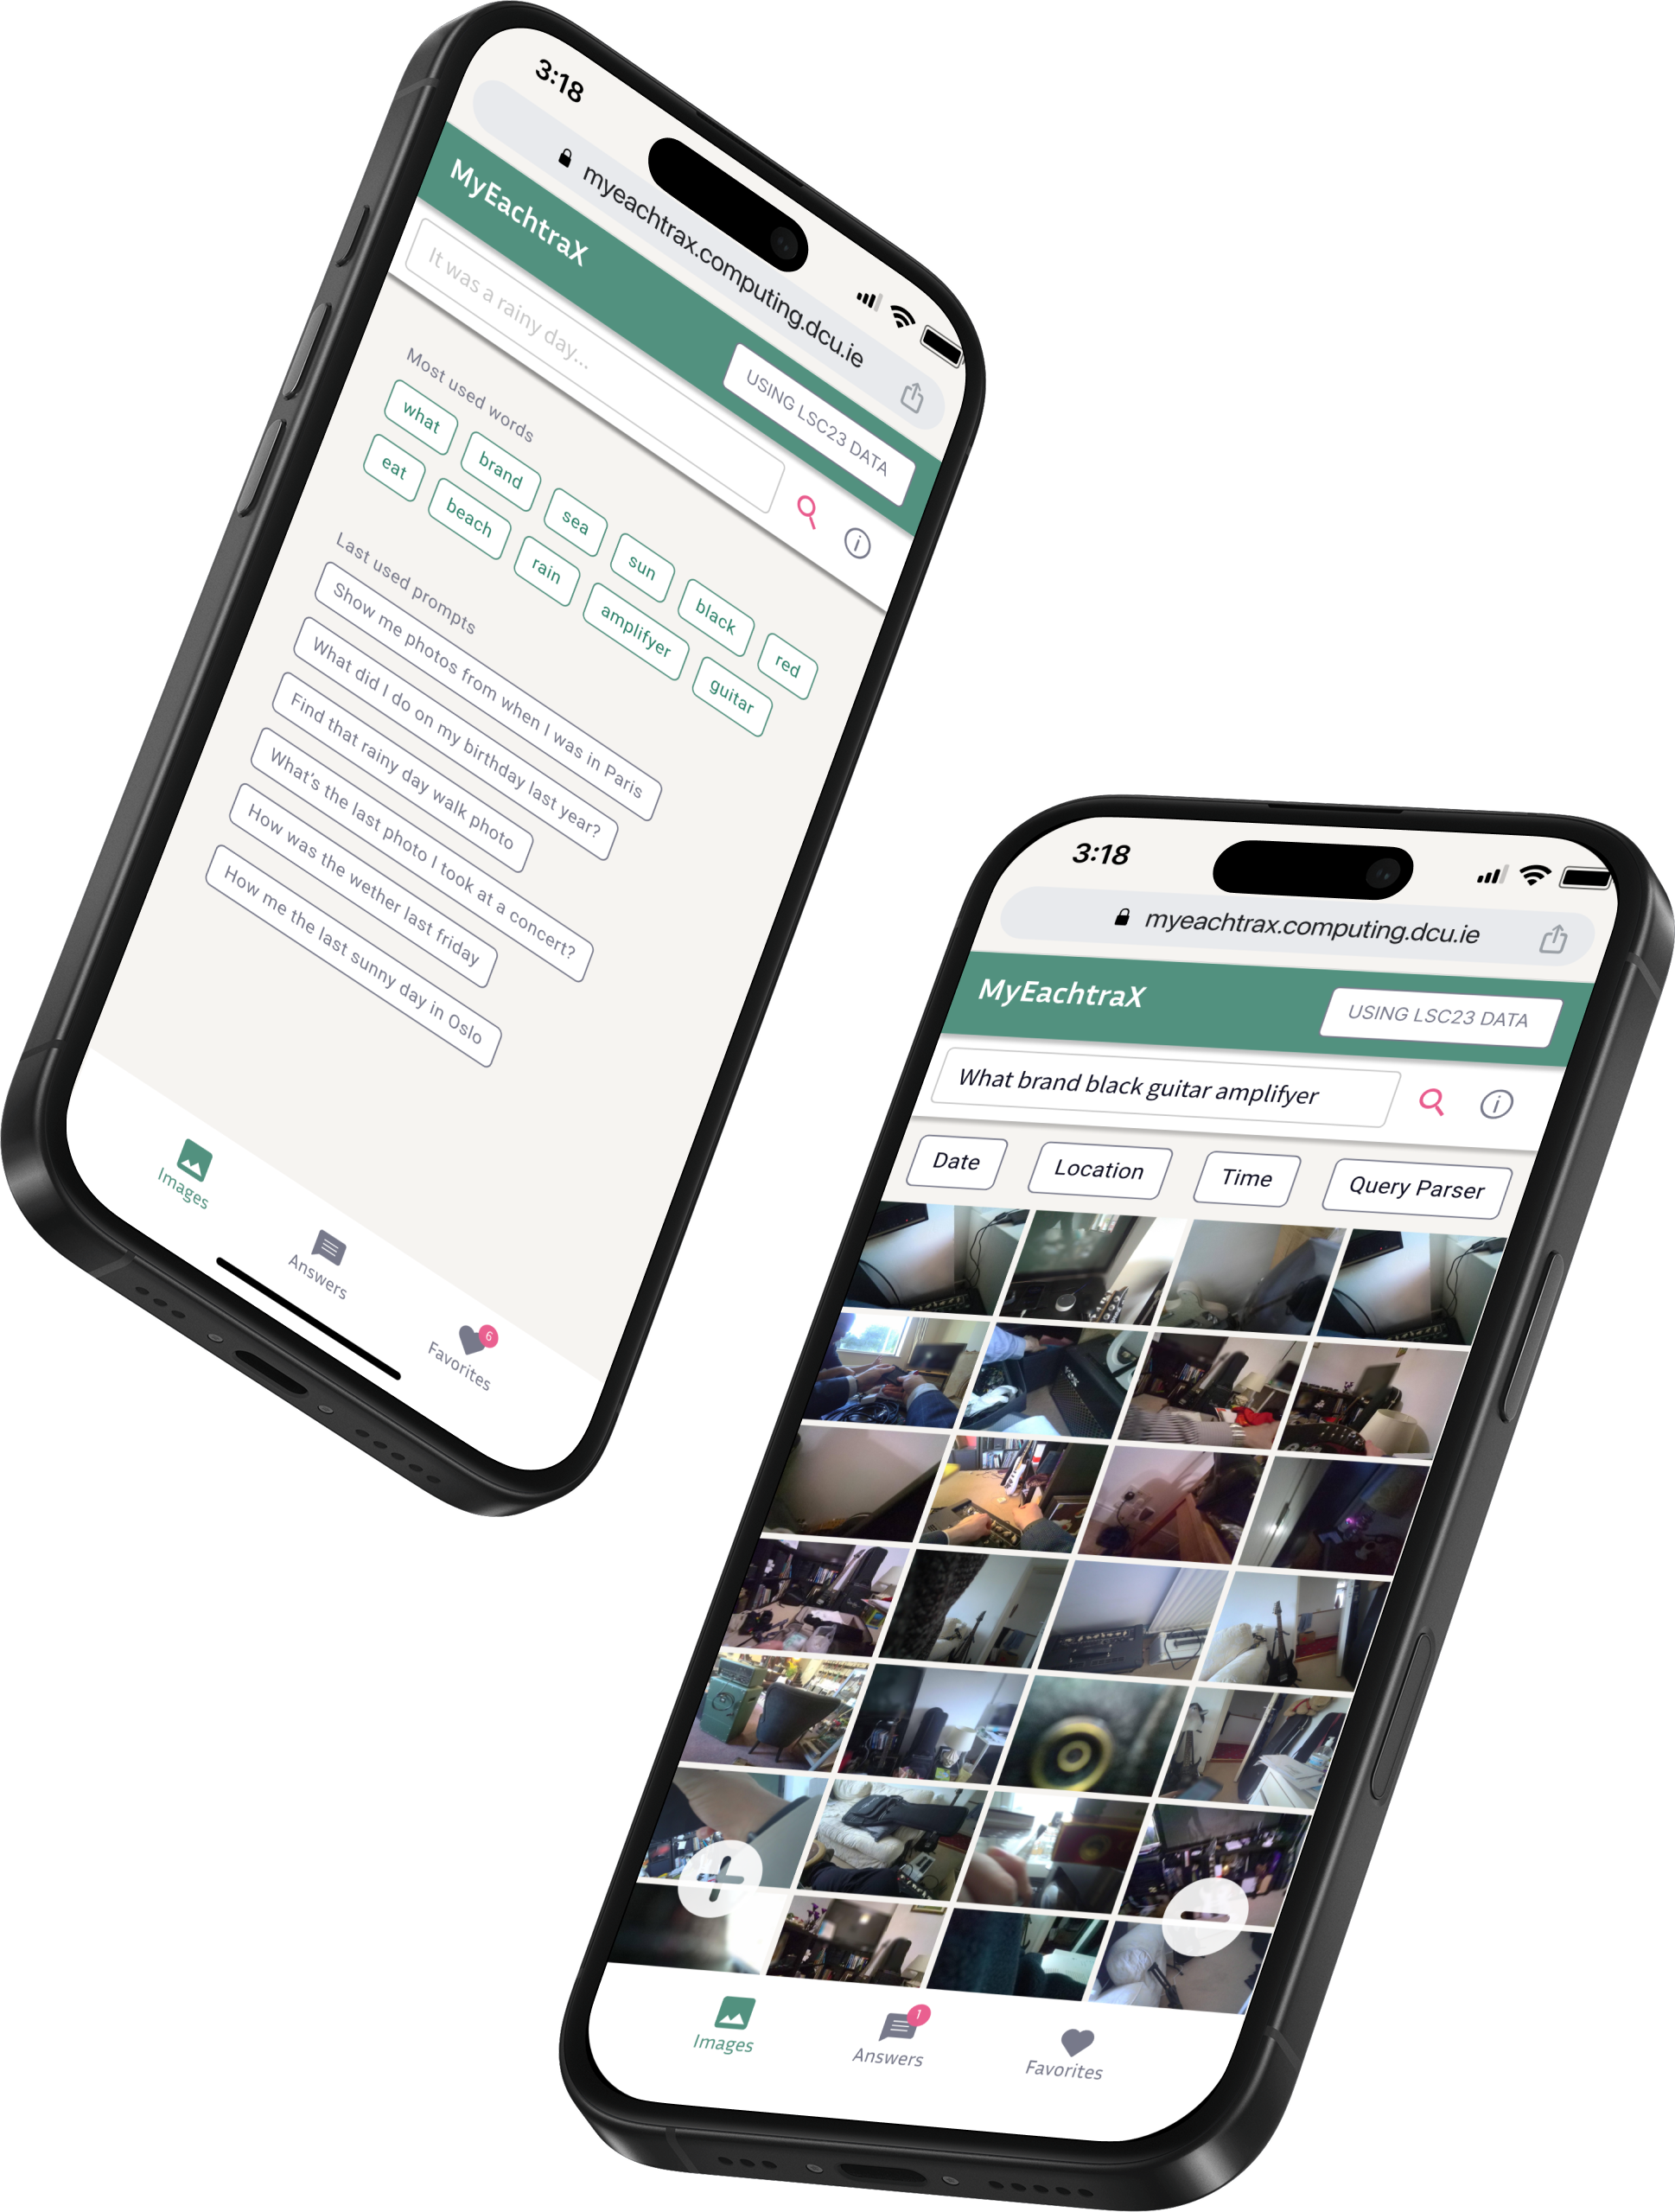 3:18
myeachtrax.computing.dcu.ie
MyEachtraX
USING LSC23 DATA
It was a rainy day...
Most used words
what brand sea sun black red
eat beach rain amplifyer guitar
Last used prompts
Show me photos from when I was in Paris
What did I do on my birthday last year?
Find that rainy day walk photo
What's the last photo I took at a concert?
How was the wether last friday
How me the last sunny day in Oslo
Images
Answers
Favorites
6
3:18
myeachtrax.computing.dcu.ie
MyEachtraX
USING LSC23 DATA
What brand black guitar amplifyer
Date Location Time Query Parser
Images
Answers
1
Favorites